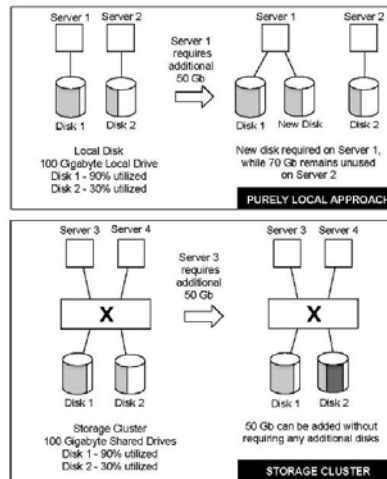 Server 1 Server 2
Server 1
requires
additional
50 Gb
Server 1 Server 2
Disk 1 Disk 2
Disk 1 New Disk Disk 2
Local Disk
100 Gigabyte Local Drive
Disk 1 - 90% utilized
Disk 2 - 30% utilized
New disk required on Server 1,
while 70 Gb remains unused
on Server 2
PURELY LOCAL APPROACH
Server 3 Server 4
Server 3
requires
additional
50 Gb
Server 3 Server 4
X
X
Disk 1 Disk 2
Disk 1 Disk 2
Storage Cluster
100 Gigabyte Shared Drives
Disk 1 - 90% utilized
Disk 2 - 30% utilized
50 Gb can be added without
requiring any additional disks
STORAGE CLUSTER